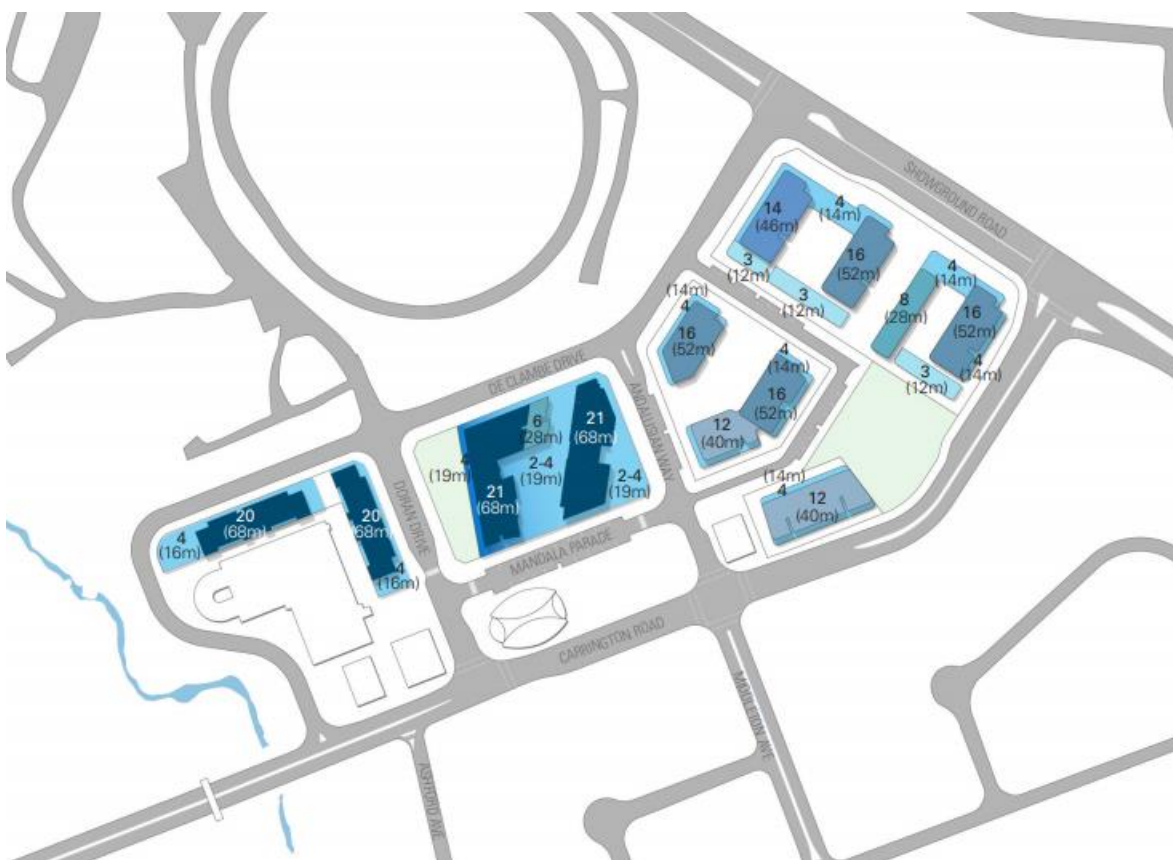 SHOWGROUND ROAD
14
(46m)
4
(14m)
16
(52m)
3
(12m)
3
(12m)
4
(14m)
8
(28m)
16
(52m)
4
(14m)
3
(12m)
(14m)
4
16
(52m)
4
(14m)
16
(52m)
12
(40m)
(14m)
4
12
(40m)
DE CLAMBE DRIVE
ANDALUSIAN WAY
6
(28m)
21
(68m)
4
(19m)
2-4
(19m)
2-4
(19m)
21
(68m)
DORAN DRIVE
MANDALA PARADE
20
(68m)
4
(16m)
20
(68m)
4
(16m)
CARRINGTON ROAD
MIDDLETON AVE
ASHFORD AVE